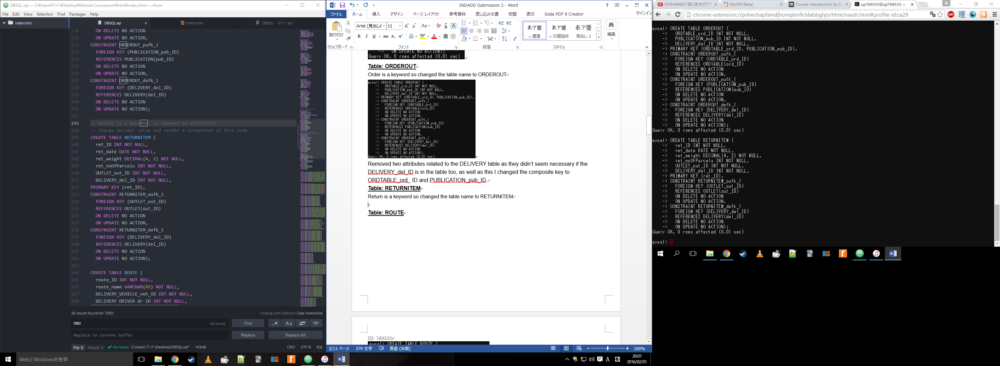 DBSQL.sql — C:¥Users¥マット¥Desktop¥Website Coursework¥html¥index.html — Atom
File Edit View Selection Find Packages Help
index.html
DBSQL.sql
index.html
DBSQL - コピー.sql
130 ON DELETE NO ACTION
131 ON UPDATE NO ACTION,
132 CONSTRAINT ORDEROUT_pufk_1
133 FOREIGN KEY (PUBLICATION_pub_ID)
134 REFERENCES PUBLICATION(pub_ID)
135 ON DELETE NO ACTION
136 ON UPDATE NO ACTION,
137 CONSTRAINT ORDEROUT_defk_1
138 FOREIGN KEY (DELIVERY_del_ID)
139 REFERENCES DELIVERY(del_ID)
140 ON DELETE NO ACTION
141 ON UPDATE NO ACTION);
142
143 -- Return is a keyword, so changed to RETURNITEM
144 -- Change decimal value and retake a screenshot of this code
145 CREATE TABLE RETURNITEM (
146 ret_ID INT NOT NULL,
147 ret_date DATE NOT NULL,
148 ret_weight DECIMAL(4, 2) NOT NULL,
149 ret_noOfParcels INT NOT NULL,
150 OUTLET_out_ID INT NOT NULL,
151 DELIVERY_del_ID INT NOT NULL,
152 PRIMARY KEY (ret_ID),
153 CONSTRAINT RETURNITEM_oufk_1
154 FOREIGN KEY (OUTLET_out_ID)
155 REFERENCES OUTLET(out_ID)
156 ON DELETE NO ACTION
157 ON UPDATE NO ACTION,
158 CONSTRAINT RETURNITEM_defk_1
159 FOREIGN KEY (DELIVERY_del_ID)
160 REFERENCES DELIVERY(del_ID)
161 ON DELETE NO ACTION
162 ON UPDATE NO ACTION);
163
164 CREATE TABLE ROUTE (
165 route_ID INT NOT NULL,
166 route_name VARCHAR(45) NOT NULL,
167 DELIVERY_VEHICLE_veh_ID INT NOT NULL,
168 DELIVERY_DRIVER_dr_ID INT NOT NULL,
64 results found for 'ORD'
Finding with Options: Case Insensitive
ORD 64 found Find .* Aa
Replace in current buffer Replace Replace All
File 0 Project 0 No Issues C:\Users\マット\Desktop\DBSQL.sql* 143:48 CRLF UTF-8 SQL
WebとWindowsを検索
INDADD Submission 2 - Word
ファイル ホーム 挿入 デザイン ページ レイアウト 参考資料 差し込み文書 校閲 表示 Soda PDF 8 Creator サインイン
貼り付け
Arial (見出しの 11
あア亜 標準
あア亜 行間詰め
あア亜 見出し 1
編集
クリップボード フォント 段落 スタイル
-> ON UPDATE NO ACTION);
Query OK, 0 rows affected (0.01 sec)
Table: ORDEROUT
Order is a keyword so changed the table name to ORDEROUT
mysql> CREATE TABLE ORDEROUT (
-> ORDTABLE_ord_ID INT NOT NULL,
-> PUBLICATION_pub_ID INT NOT NULL,
-> DELIVERY_del_ID INT NOT NULL,
-> PRIMARY KEY (ORDTABLE_ord_ID, PUBLICATION_pub_ID),
-> CONSTRAINT ORDEROUT_oufk_1
-> FOREIGN KEY (ORDTABLE_ord_ID)
-> REFERENCES ORDTABLE(ord_ID)
-> ON DELETE NO ACTION
-> ON UPDATE NO ACTION,
-> CONSTRAINT ORDEROUT_pufk_1
-> FOREIGN KEY (PUBLICATION_pub_ID)
-> REFERENCES PUBLICATION(pub_ID)
-> ON DELETE NO ACTION
-> ON UPDATE NO ACTION,
-> CONSTRAINT ORDEROUT_defk_1
-> FOREIGN KEY (DELIVERY_del_ID)
-> REFERENCES DELIVERY(del_ID)
-> ON DELETE NO ACTION
-> ON UPDATE NO ACTION);
Query OK, 0 rows affected (0.01 sec)
Removed two attributes related to the DELIVERY table as they didn't seem necessary if the
DELIVERY_del_ID is in the table too, as well as this I changed the composite key to
ORDTABLE_ord_ ID and PUBLICATION_pub_ID.
Table: RETURNITEM
Return is a keyword so changed the table name to RETURNITEM
Table: ROUTE
ID: 769535
mysql> CREATE TABLE ROUTE (
3/11 ページ 379 文字 英語 (米国) 100%
20:01
2016/02/01
SHISHAMO「僕に彼女ができ
MyVM (Beta)
Course: Introduction to Da
up769535@up769535: ~
chrome-extension://pnhechapfaindjhompbnflcldabbghjo/html/nassh.html#profile-id:ca29
mysql> CREATE TABLE ORDEROUT (
-> ORDTABLE_ord_ID INT NOT NULL,
-> PUBLICATION_pub_ID INT NOT NULL,
-> DELIVERY_del_ID INT NOT NULL,
-> PRIMARY KEY (ORDTABLE_ord_ID, PUBLICATION_pub_ID),
-> CONSTRAINT ORDEROUT_oufk_1
-> FOREIGN KEY (ORDTABLE_ord_ID)
-> REFERENCES ORDTABLE(ord_ID)
-> ON DELETE NO ACTION
-> ON UPDATE NO ACTION,
-> CONSTRAINT ORDEROUT_pufk_1
-> FOREIGN KEY (PUBLICATION_pub_ID)
-> REFERENCES PUBLICATION(pub_ID)
-> ON DELETE NO ACTION
-> ON UPDATE NO ACTION,
-> CONSTRAINT ORDEROUT_defk_1
-> FOREIGN KEY (DELIVERY_del_ID)
-> REFERENCES DELIVERY(del_ID)
-> ON DELETE NO ACTION
-> ON UPDATE NO ACTION);
Query OK, 0 rows affected (0.01 sec)
mysql> CREATE TABLE RETURNITEM (
-> ret_ID INT NOT NULL,
-> ret_date DATE NOT NULL,
-> ret_weight DECIMAL(4, 2) NOT NULL,
-> ret_noOfParcels INT NOT NULL,
-> OUTLET_out_ID INT NOT NULL,
-> DELIVERY_del_ID INT NOT NULL,
-> PRIMARY KEY (ret_ID),
-> CONSTRAINT RETURNITEM_oufk_1
-> FOREIGN KEY (OUTLET_out_ID)
-> REFERENCES OUTLET(out_ID)
-> ON DELETE NO ACTION
-> ON UPDATE NO ACTION,
-> CONSTRAINT RETURNITEM_defk_1
-> FOREIGN KEY (DELIVERY_del_ID)
-> REFERENCES DELIVERY(del_ID)
-> ON DELETE NO ACTION
-> ON UPDATE NO ACTION);
Query OK, 0 rows affected (0.01 sec)
mysql>